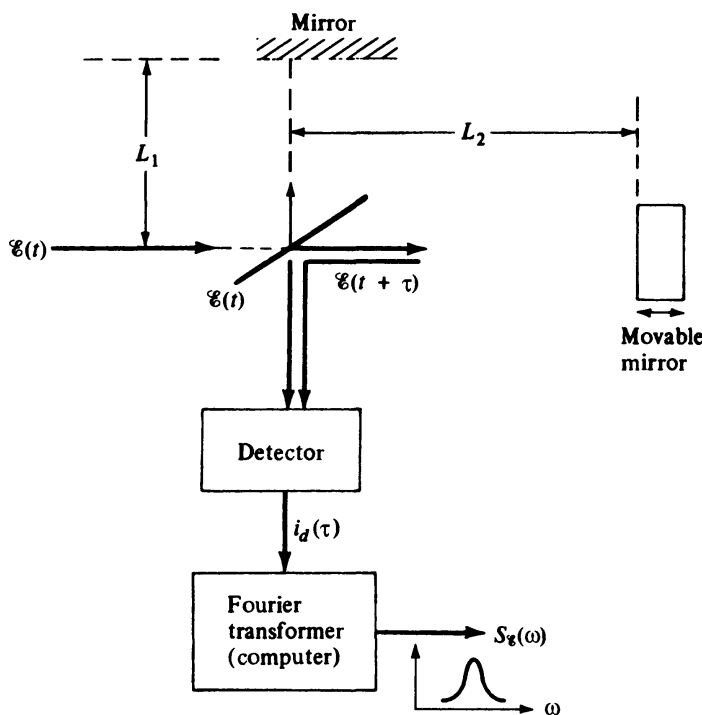 Mirror
L₁
L₂
ℰ(t)
ℰ(t)
ℰ(t + τ)
Movable
mirror
Detector
i_d(τ)
Fourier
transformer
(computer)
S_ℰ(ω)
ω